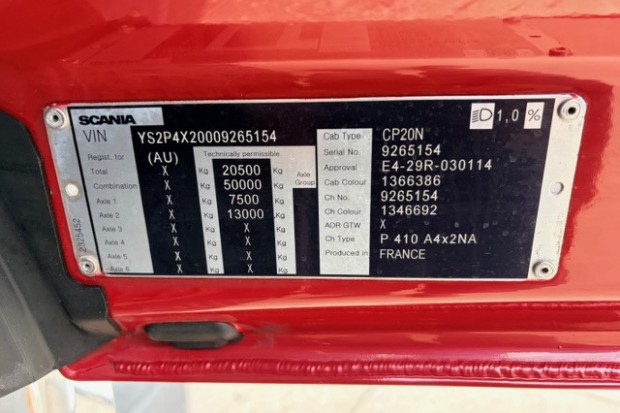 SCANIA
1,0 %
VIN YS2P4X20009265154
Regist. for (AU) Technically permissible
Total X Kg 20500 Kg Axle Group
Combination X Kg 50000 Kg
Axle 1 X Kg 7500 Kg
Axle 2 X Kg 13000 Kg
Axle 3 X Kg X Kg
Axle 4 X Kg X Kg
Axle 5 X Kg X Kg
Axle 6 X Kg X Kg
Cab Type CP20N
Serial No. 9265154
Approval E4-29R-030114
Cab Colour 1366386
Ch No. 9265154
Ch Colour 1346692
ADR GTW X
Ch Type P 410 A4x2NA
Produced in FRANCE